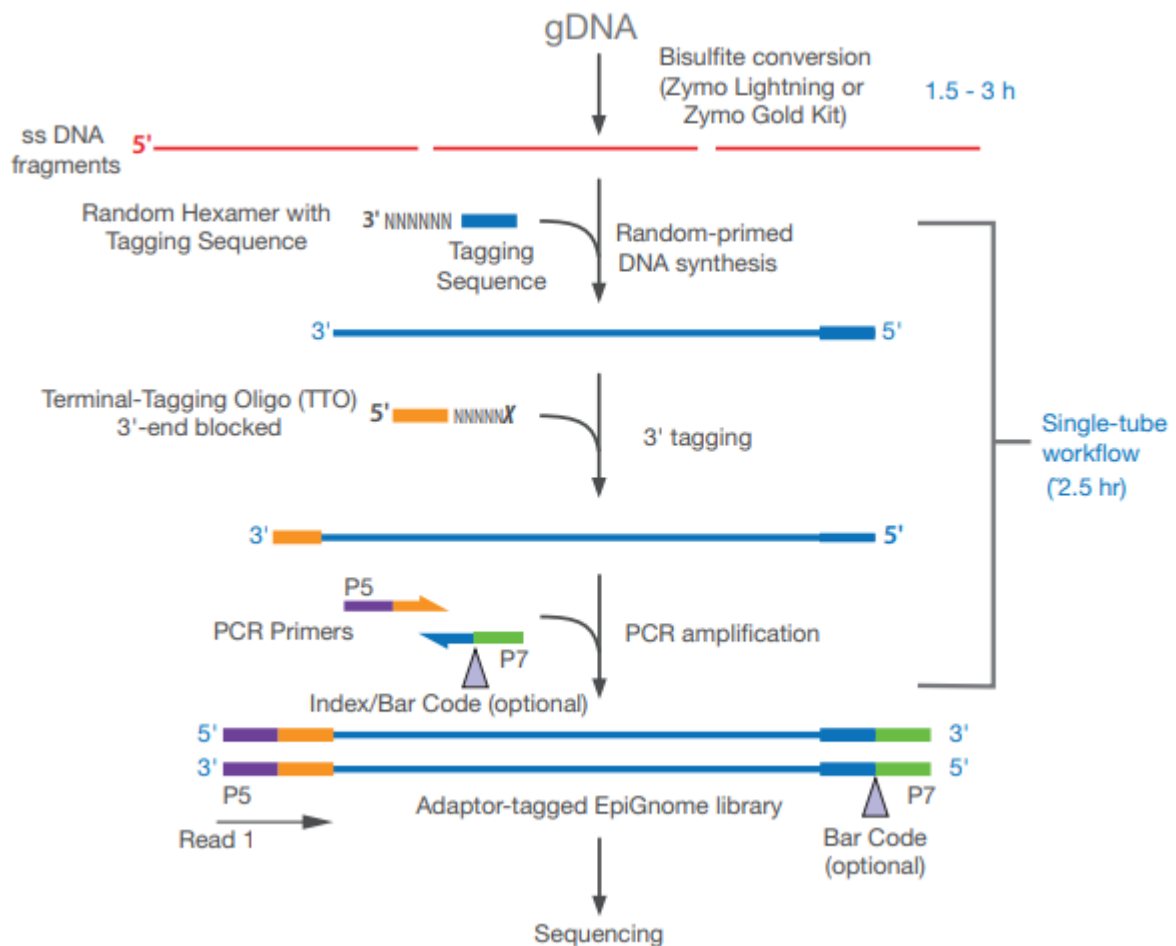 gDNA
Bisulfite conversion
(Zymo Lightning or
Zymo Gold Kit)
1.5 - 3 h
ss DNA
fragments
5'
Random Hexamer with
Tagging Sequence
3' NNNNNN
Tagging
Sequence
Random-primed
DNA synthesis
3'
5'
Terminal-Tagging Oligo (TTO)
3'-end blocked
5'
NNNNNX
3' tagging
Single-tube
workflow
(~2.5 hr)
3'
5'
P5
PCR Primers
P7
PCR amplification
Index/Bar Code (optional)
5'
3'
3'
5'
P5
Adaptor-tagged EpiGnome library
P7
Read 1
Bar Code
(optional)
Sequencing